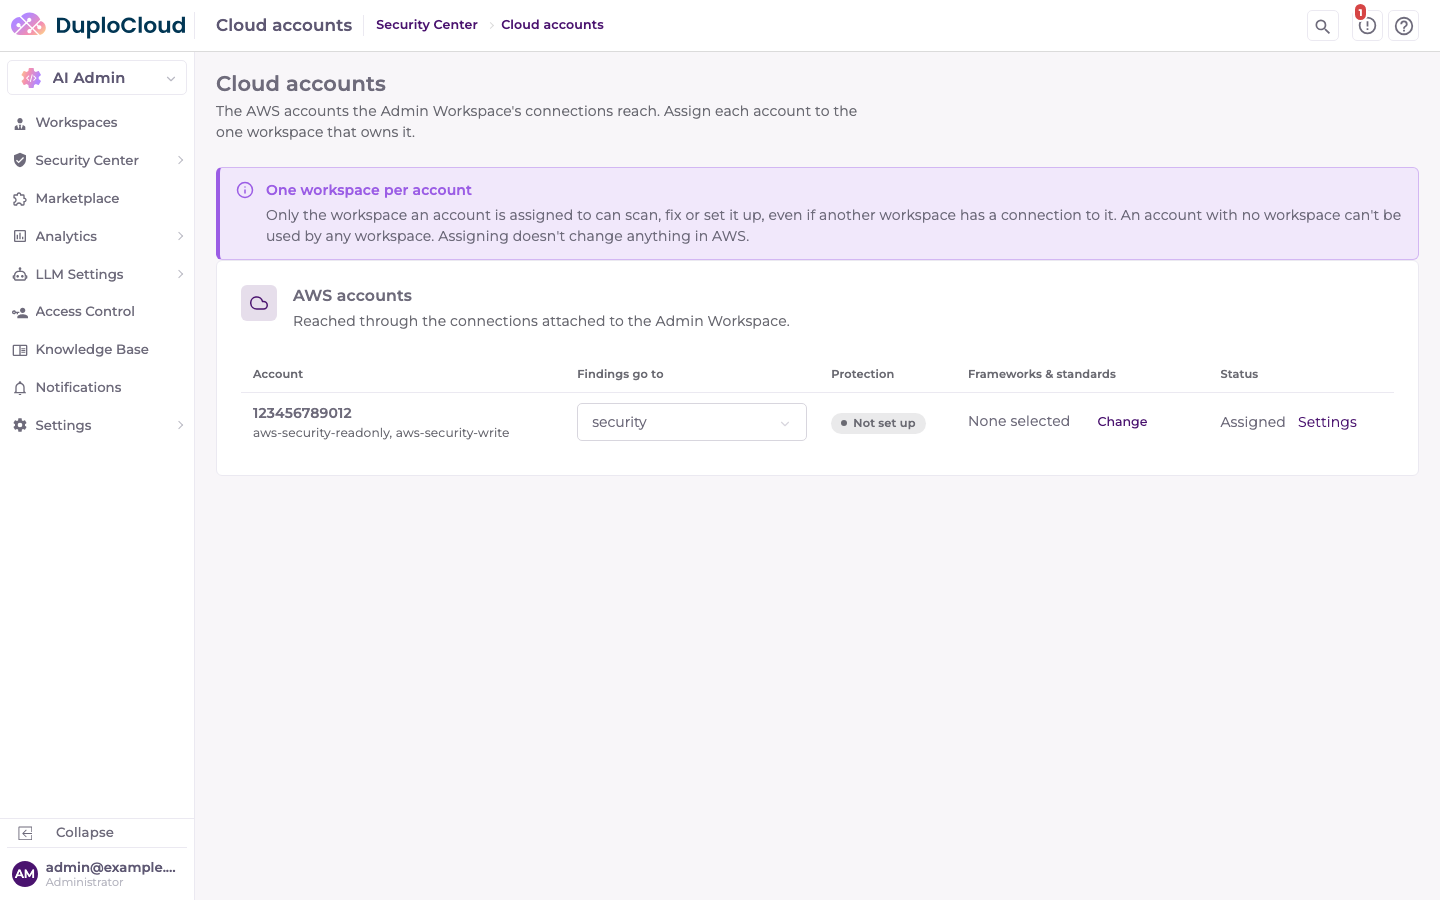 DuploCloud
Cloud accounts
Security Center
Cloud accounts
1
AI Admin
Workspaces
Security Center
Marketplace
Analytics
LLM Settings
Access Control
Knowledge Base
Notifications
Settings
Collapse
AM
admin@example....
Administrator
Cloud accounts
The AWS accounts the Admin Workspace's connections reach. Assign each account to the
one workspace that owns it.
One workspace per account
Only the workspace an account is assigned to can scan, fix or set it up, even if another workspace has a connection to it. An account with no workspace can't be
used by any workspace. Assigning doesn't change anything in AWS.
AWS accounts
Reached through the connections attached to the Admin Workspace.
Account Findings go to Protection Frameworks & standards Status
123456789012
aws-security-readonly, aws-security-write
security
Not set up
None selected Change
Assigned Settings